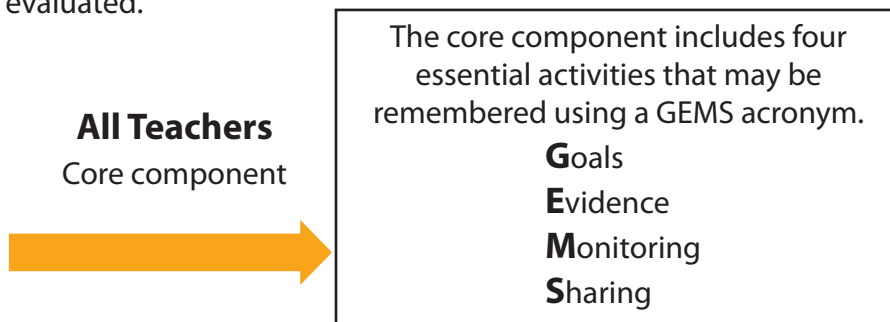 evaluated.
All Teachers
Core component
The core component includes four
essential activities that may be
remembered using a GEMS acronym.
Goals
Evidence
Monitoring
Sharing